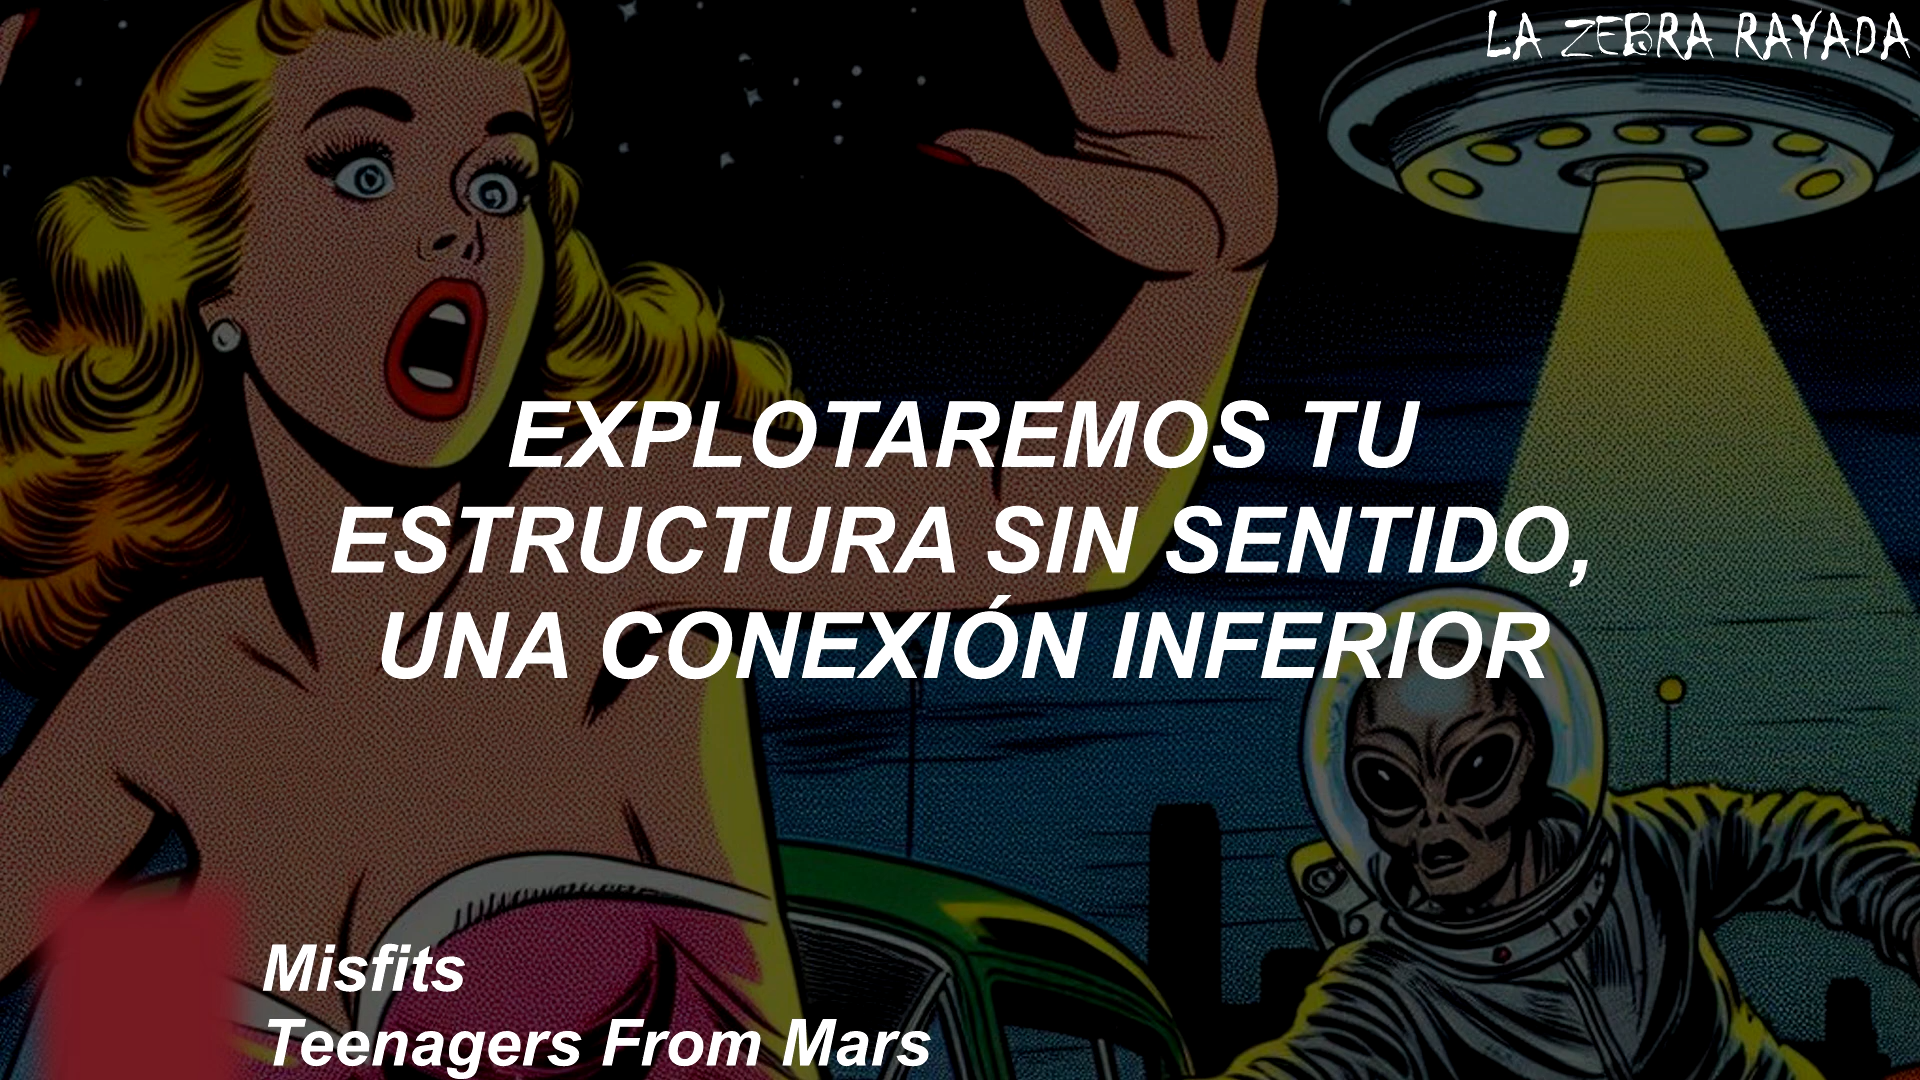 LA ZEBRA RAYADA
EXPLOTAREMOS TU
ESTRUCTURA SIN SENTIDO,
UNA CONEXIÓN INFERIOR
Misfits
Teenagers From Mars